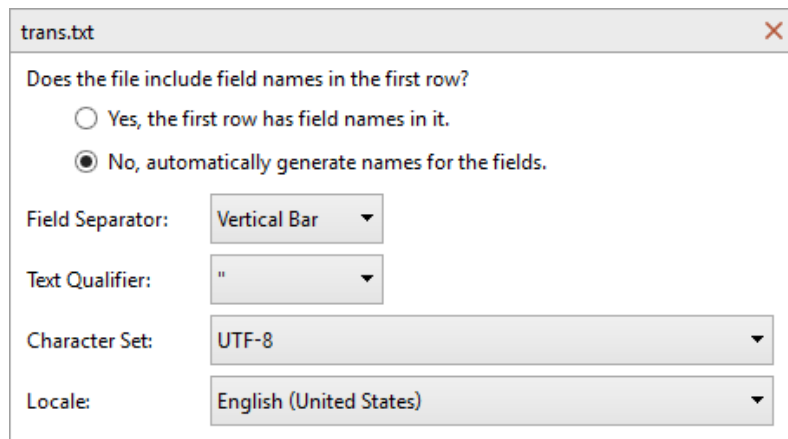 trans.txt
Does the file include field names in the first row?
Yes, the first row has field names in it.
No, automatically generate names for the fields.
Field Separator: Vertical Bar
Text Qualifier: "
Character Set: UTF-8
Locale: English (United States)